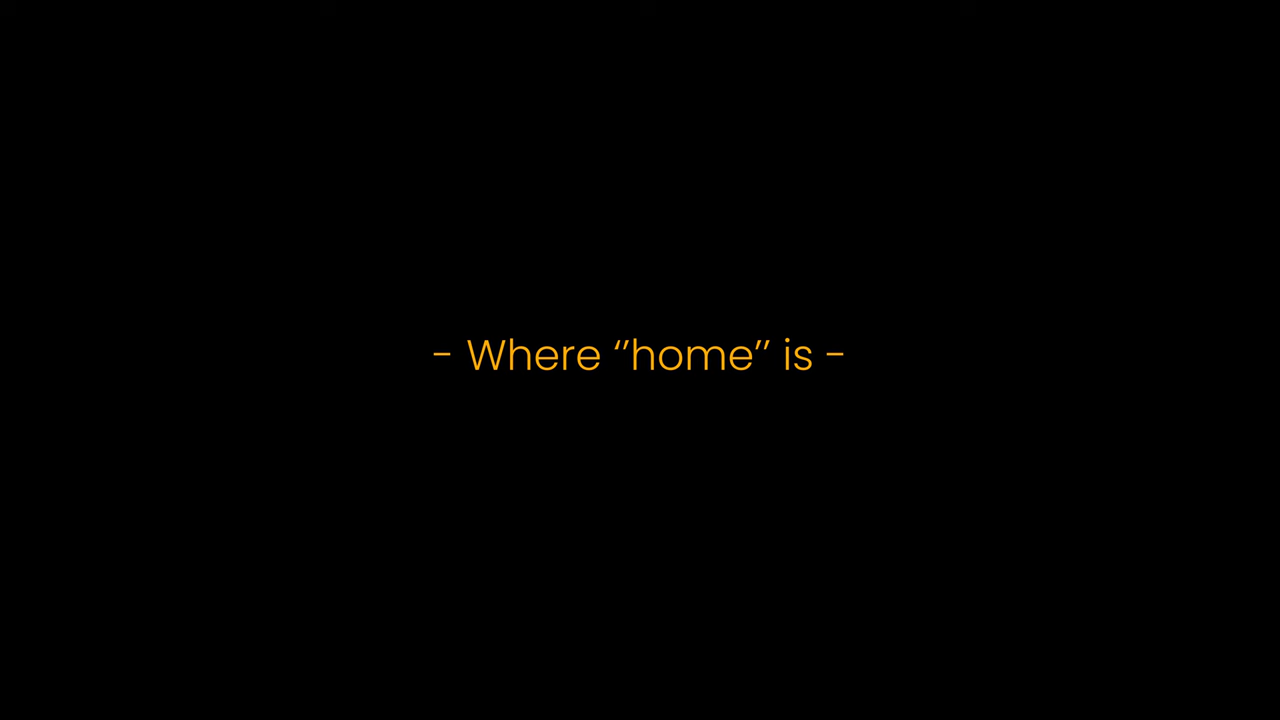 - Where ‘’home’’ is -